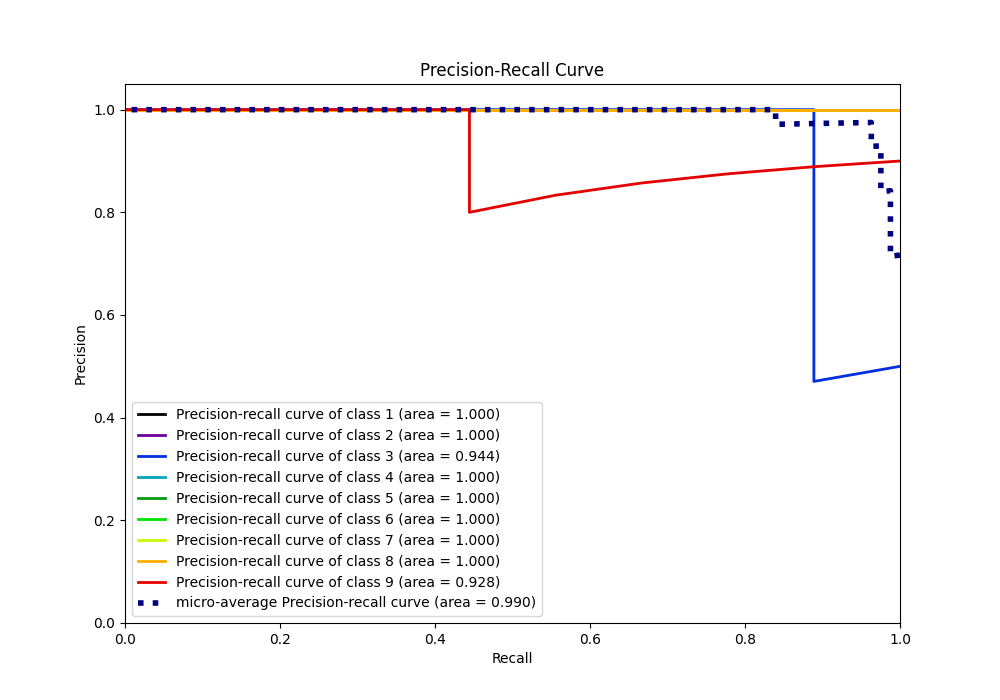 Precision-Recall Curve
1.0
0.8
0.6
0.4
0.2
0.0
Precision
Precision-recall curve of class 1 (area = 1.000)
Precision-recall curve of class 2 (area = 1.000)
Precision-recall curve of class 3 (area = 0.944)
Precision-recall curve of class 4 (area = 1.000)
Precision-recall curve of class 5 (area = 1.000)
Precision-recall curve of class 6 (area = 1.000)
Precision-recall curve of class 7 (area = 1.000)
Precision-recall curve of class 8 (area = 1.000)
Precision-recall curve of class 9 (area = 0.928)
micro-average Precision-recall curve (area = 0.990)
0.0 0.2 0.4 0.6 0.8 1.0
Recall